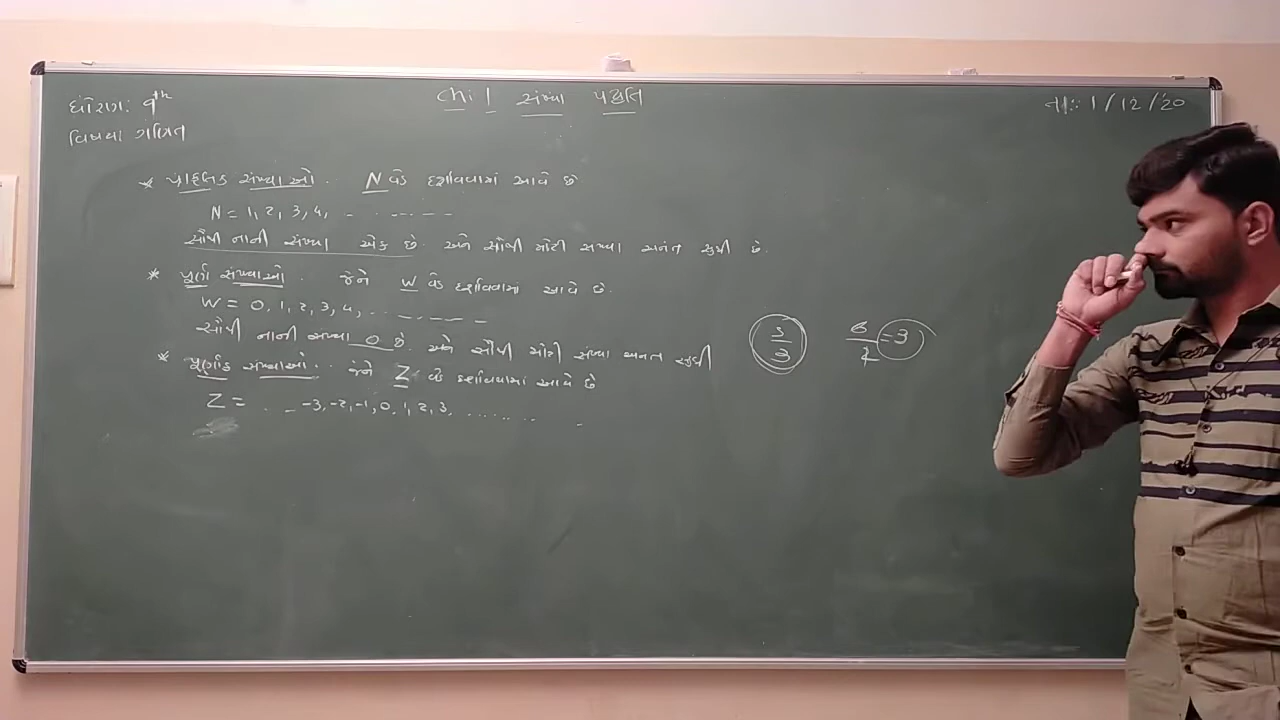 ધોરણ: 9th
Ch: 1 સંખ્યા પદ્ધતિ
તા: 1/12/20
વિષય: ગણિત
* પ્રાકૃતિક સંખ્યાઓ. N વડે દર્શાવવામાં આવે છે
N = 1, 2, 3, 4, - - - - - -
સૌથી નાની સંખ્યા એક છે. અને સૌથી મોટી સંખ્યા અનંત સુધી છે.
* પૂર્ણ સંખ્યાઓ. જેને W વડે દર્શાવવામાં આવે છે.
W = 0, 1, 2, 3, 4, - - - - - -
સૌથી નાની સંખ્યા 0 છે. અને સૌથી મોટી સંખ્યા અનંત સુધી
* પૂર્ણાંક સંખ્યાઓ.. જેને Z વડે દર્શાવવામાં આવે છે
Z = . . - -3, -2, -1, 0, 1, 2, 3, .......
6/2 = 3